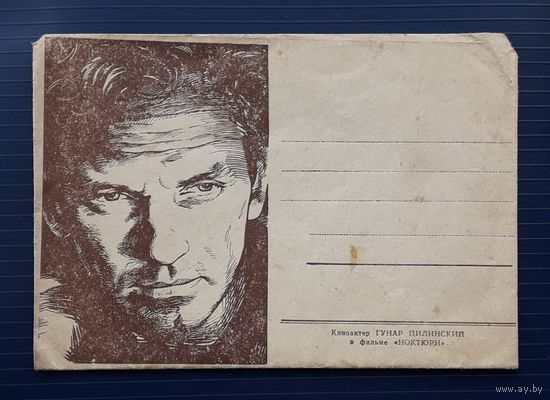 Киноактер ГУНАР ЦИЛИНСКИЙ
в фильме «НОКТЮРН»
www.ay.by